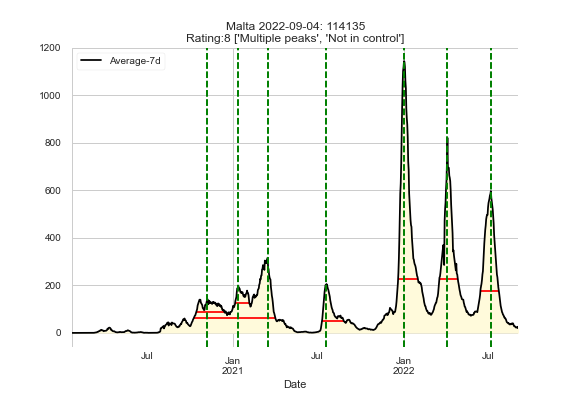 Malta 2022-09-04: 114135
Rating:8 ['Multiple peaks', 'Not in control']
Average-7d
1200
1000
800
600
400
200
0
Jul Jan Jul Jan Jul
2021 2022
Date